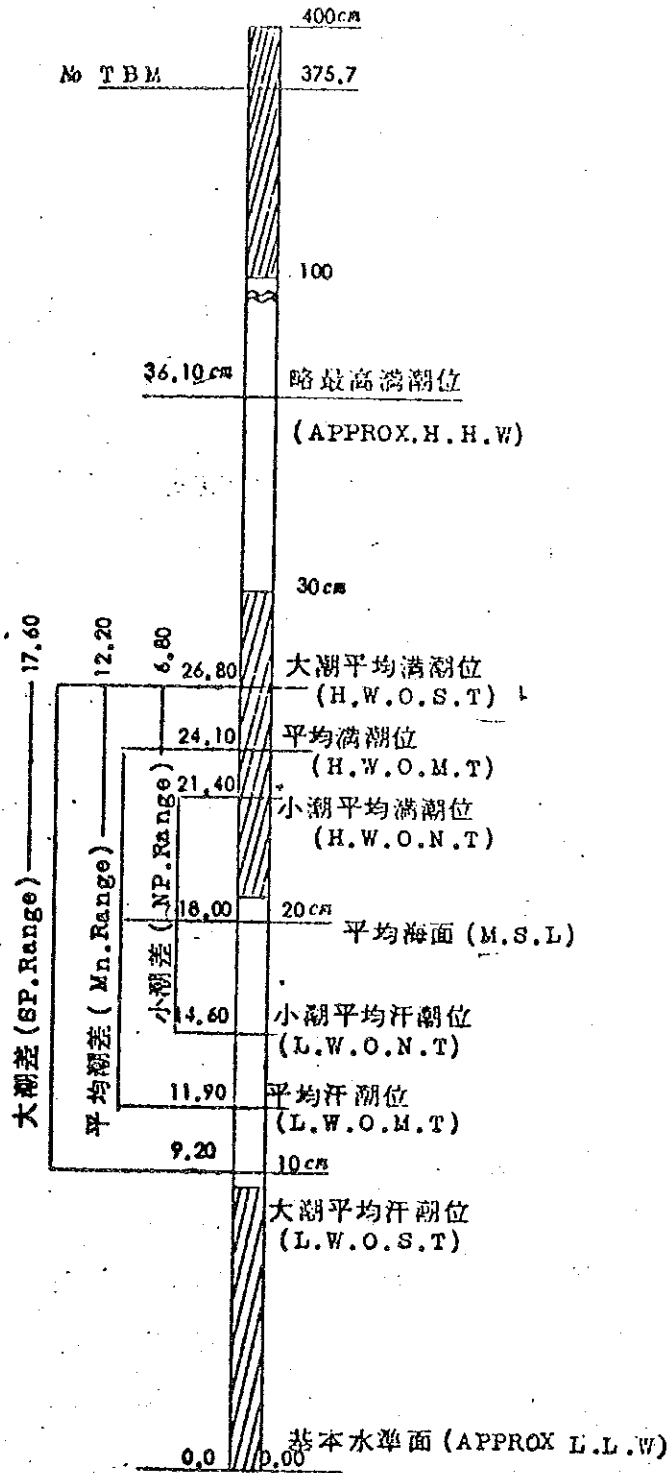 400cm
No TBM 375.7
100
36.10cm 略最高満潮位
(APPROX.H.H.W)
30cm
17.60
12.20
6.80
26.80 大潮平均満潮位
(H.W.O.S.T)
24.10 平均満潮位
(H.W.O.M.T)
21.40 小潮平均満潮位
(H.W.O.N.T)
大潮差(SP.Range)
平均潮差(Mn.Range)
小潮差(NP.Range)
18.00 20cm 平均海面(M.S.L)
14.60 小潮平均汗潮位
(L.W.O.N.T)
11.90 平均汗潮位
(L.W.O.M.T)
9.20 10cm
大潮平均汗潮位
(L.W.O.S.T)
0.0 0.00 基本水準面(APPROX L.L.W)